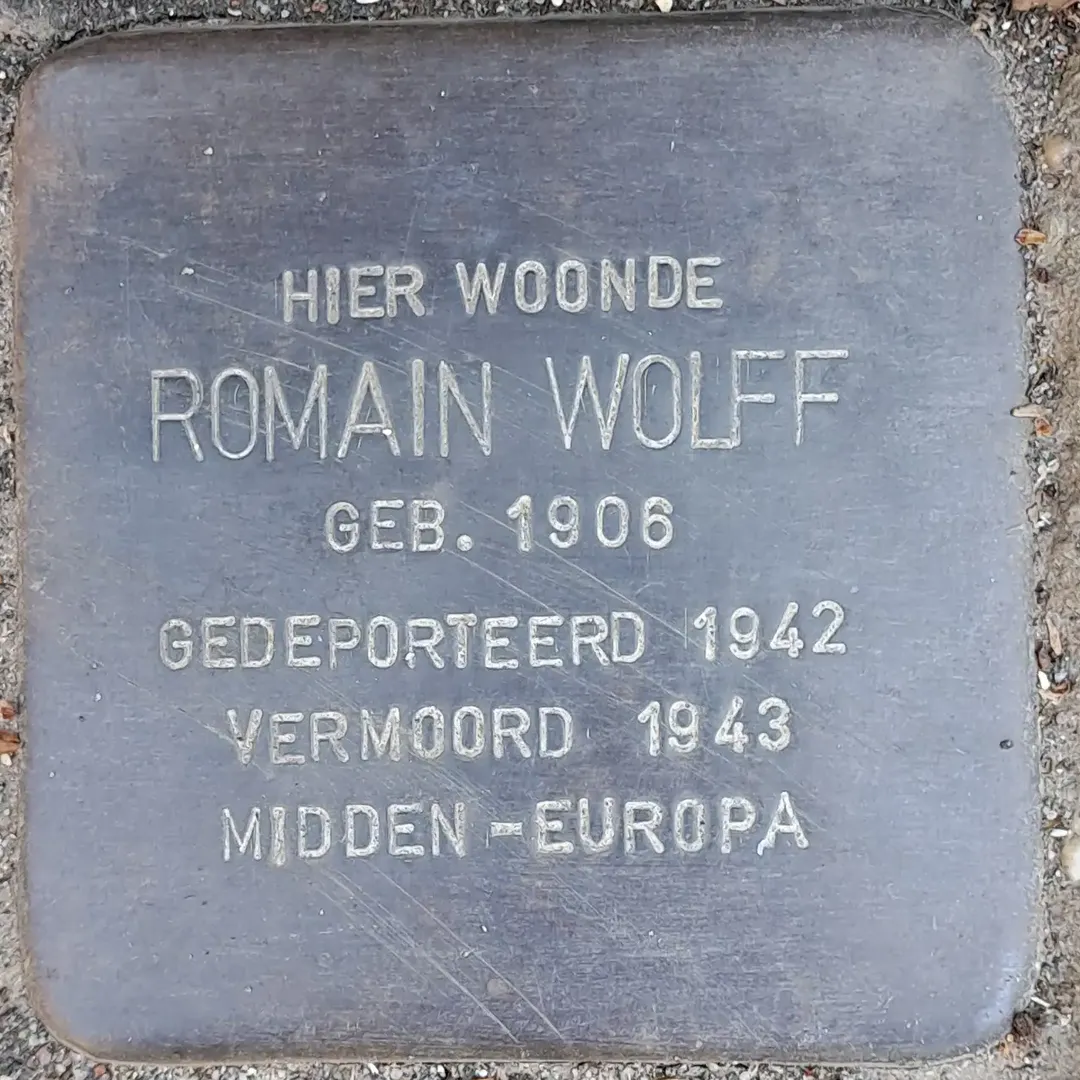 HIER WOONDE
ROMAIN WOLFF
GEB. 1906
GEDEPORTEERD 1942
VERMOORD 1943
MIDDEN-EUROPA